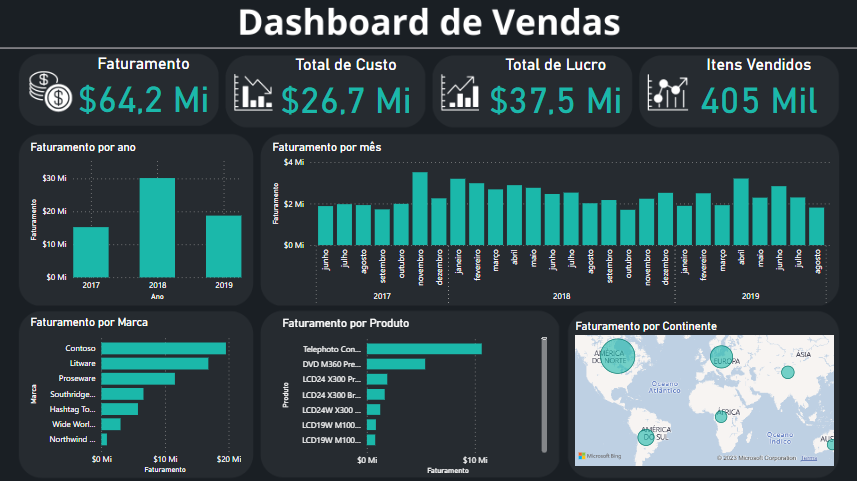 Dashboard de Vendas
Faturamento
$64,2 Mi
Total de Custo
$26,7 Mi
Total de Lucro
$37,5 Mi
Itens Vendidos
405 Mil
Faturamento por ano
Faturamento
$30 Mi
$20 Mi
$10 Mi
$0 Mi
2017
2018
2019
Ano
Faturamento por mês
Faturamento
$4 Mi
$2 Mi
$0 Mi
junho
julho
agosto
setembro
outubro
novembro
dezembro
janeiro
fevereiro
março
abril
maio
junho
julho
agosto
setembro
outubro
novembro
dezembro
janeiro
fevereiro
março
abril
maio
junho
julho
agosto
2017
2018
2019
Faturamento por Marca
Marca
Contoso
Litware
Proseware
Southridge...
Hashtag To...
Wide Worl...
Northwind ...
$0 Mi
$10 Mi
$20 Mi
Faturamento
Faturamento por Produto
Produto
Telephoto Con...
DVD M360 Pre...
LCD24 X300 Pr...
LCD24 X300 Br...
LCD24W X300 ...
LCD19W M100...
LCD19W M100...
$0 Mi
$10 Mi
Faturamento
Faturamento por Continente
AMÉRICA
DO NORTE
EUROPA
ÁSIA
Oceano
Atlântico
ÁFRICA
AMÉRICA
DO SUL
Oceano
Índico
AUS
Microsoft Bing
© 2023 Microsoft Corporation
Terms